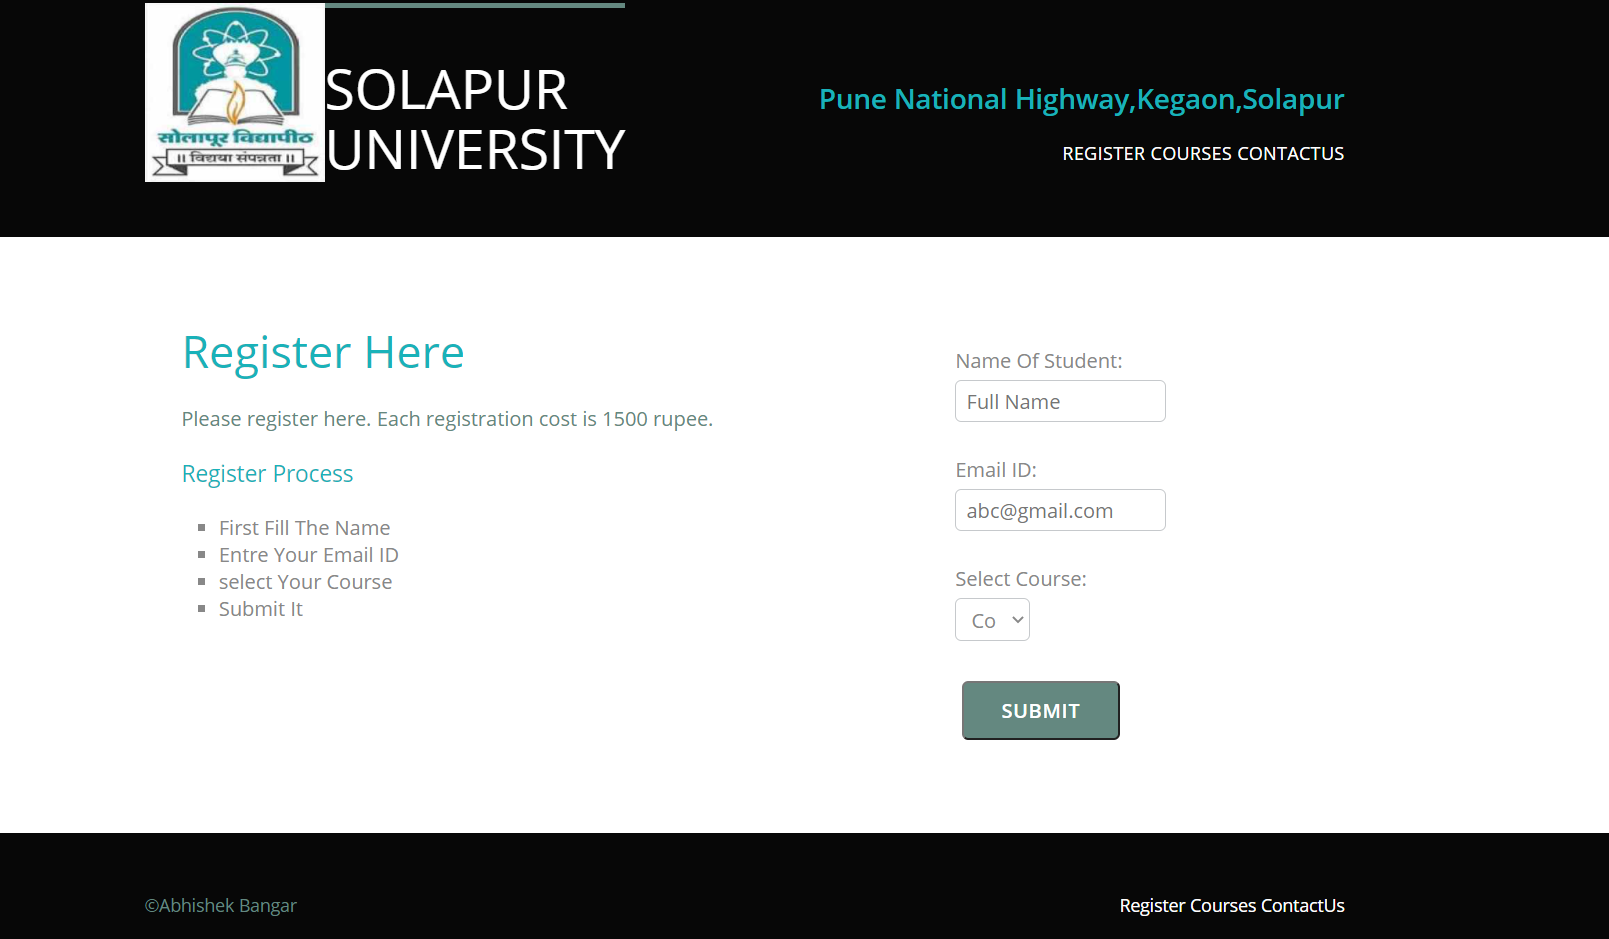 सोलापूर विद्यापीठ
॥ विद्यया संपन्नता ॥
SOLAPUR
UNIVERSITY
Pune National Highway,Kegaon,Solapur
REGISTER COURSES CONTACTUS
Register Here
Please register here. Each registration cost is 1500 rupee.
Register Process
First Fill The Name
Entre Your Email ID
select Your Course
Submit It
Name Of Student:
Full Name
Email ID:
abc@gmail.com
Select Course:
Co
SUBMIT
©Abhishek Bangar
Register Courses ContactUs